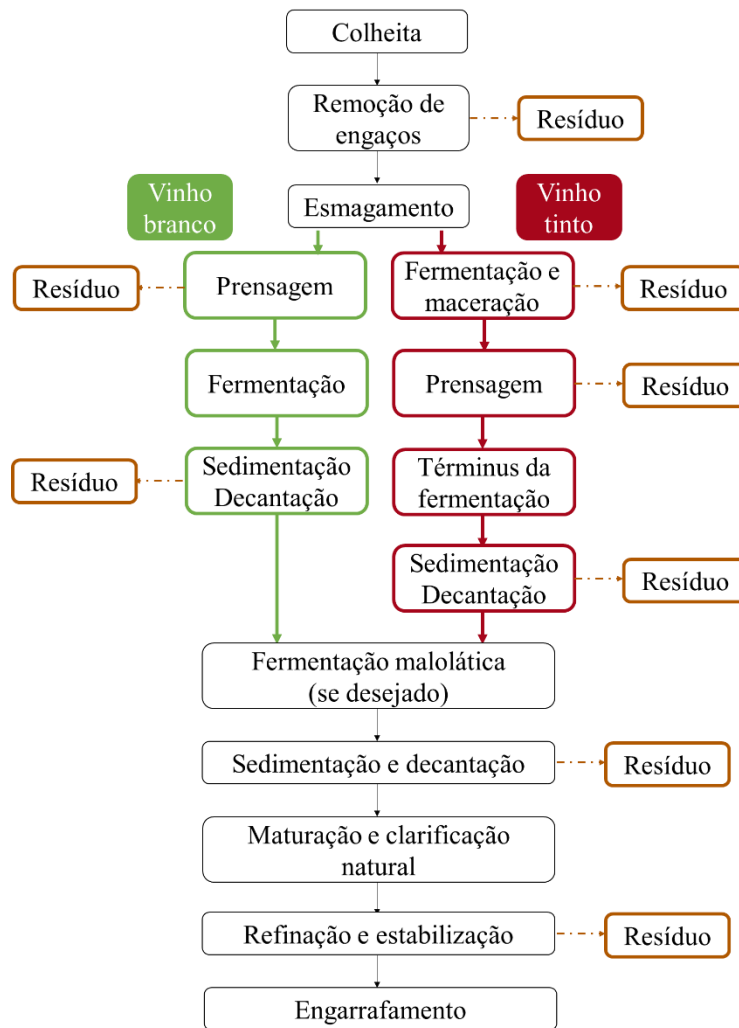 Colheita
Remoção de
engaços
Resíduo
Vinho
branco
Esmagamento
Vinho
tinto
Resíduo
Prensagem
Fermentação e
maceração
Resíduo
Fermentação
Prensagem
Resíduo
Resíduo
Sedimentação
Decantação
Términus da
fermentação
Sedimentação
Decantação
Resíduo
Fermentação malolática
(se desejado)
Sedimentação e decantação
Resíduo
Maturação e clarificação
natural
Refinação e estabilização
Resíduo
Engarrafamento